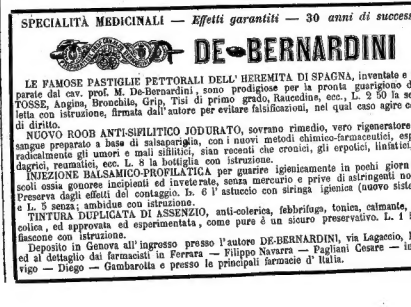 SPECIALITÀ MEDICINALI — Effetti garantiti — 30 anni di success
DE-BERNARDINI
LE FAMOSE PASTIGLIE PETTORALI DELL' HEREMITA DI SPAGNA, inventate e
parate dal cav. prof. M. De-Bernardini, sono prodigiose per la pronta guarigione d
TOSSE, Angina, Bronchite, Grip, Tisi di primo grado, Raucedine, ecc., L. 2 50 la sc
letta con istruzione, firmata dall'autore per evitare falsificazioni, nel qual caso agire c
di diritto.
NUOVO ROOB ANTI-SIFILITICO JODURATO, sovrano rimedio, vero rigeneratore
sangue preparato a base di salsapariglia, con i nuovi metodi chimico-farmaceutici, esp
radicalmente gli umori e mali sifilitici, sian recenti che cronici, gli erpetici, linfatici
dagrici, reumatici, ecc. L. 8 la bottiglia con istruzione.
INJEZIONE BALSAMICO-PROFILATICA per guarire igienicamente in pochi giorn
scoli ossia gonoree incipienti ed inveterate, senza mercurio e prive di astringenti no
Preserva dagli effetti del contaggio. L. 6 l' astuccio con siringa igienica (nuovo siste
e L. 5 senza; ambidue con istruzione.
TINTURA DUPLICATA DI ASSENZIO, anti-colerica, febbrifuga, tonica, calmante,
colica, ed approvata ed esperimentata, come pure è un sicuro preservativo. L. 1 l
fiascone con istruzione.
Deposito in Genova all'ingrosso presso l'autore DE-BERNARDINI, via Lagaccio, 
ed al dettaglio dai farmacisti in Ferrara — Filippo Navarra — Pagliani Cesare — in
vigo — Diego — Gambarotta e presso le principali farmacie d' Italia.